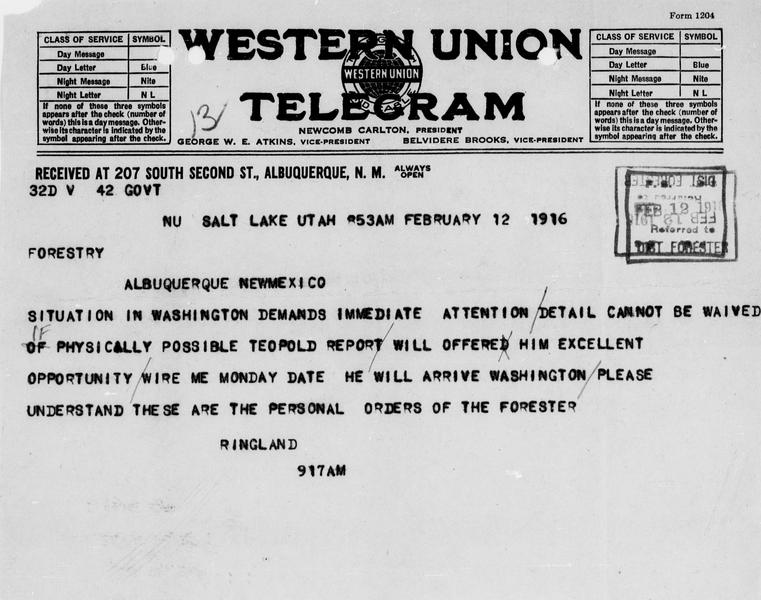 Form 1204
CLASS OF SERVICE SYMBOL
Day Message
Day Letter Blue
Night Message Nite
Night Letter N L
If none of these three symbols
appears after the check (number of
words) this is a day message. Other-
wise its character is indicated by the
symbol appearing after the check.
WESTERN UNION
WESTERN UNION
TELEGRAM
NEWCOMB CARLTON, PRESIDENT
GEORGE W. E. ATKINS, VICE-PRESIDENT BELVIDERE BROOKS, VICE-PRESIDENT
CLASS OF SERVICE SYMBOL
Day Message
Day Letter Blue
Night Message Nite
Night Letter N L
If none of these three symbols
appears after the check (number of
words) this is a day message. Other-
wise its character is indicated by the
symbol appearing after the check.
13
RECEIVED AT 207 SOUTH SECOND ST., ALBUQUERQUE, N. M. ALWAYS OPEN
32D V 42 GOVT
NU SALT LAKE UTAH 853AM FEBRUARY 12 1916
FEB 12 191
Referred to
DIST FORESTER
FORESTRY
ALBUQUERQUE NEWMEXICO
SITUATION IN WASHINGTON DEMANDS IMMEDIATE ATTENTION / DETAIL CANNOT BE WAIVED
IF
OF PHYSICALLY POSSIBLE TEOPOLD REPORT / WILL OFFERED HIM EXCELLENT
OPPORTUNITY / WIRE ME MONDAY DATE HE WILL ARRIVE WASHINGTON / PLEASE
UNDERSTAND THESE ARE THE PERSONAL ORDERS OF THE FORESTER
RINGLAND
917AM